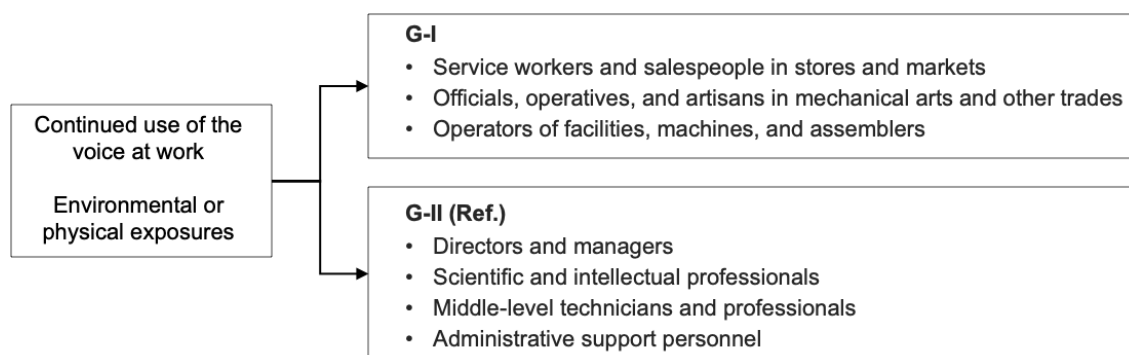 Continued use of the
voice at work
Environmental or
physical exposures
G-I
• Service workers and salespeople in stores and markets
• Officials, operatives, and artisans in mechanical arts and other trades
• Operators of facilities, machines, and assemblers
G-II (Ref.)
• Directors and managers
• Scientific and intellectual professionals
• Middle-level technicians and professionals
• Administrative support personnel